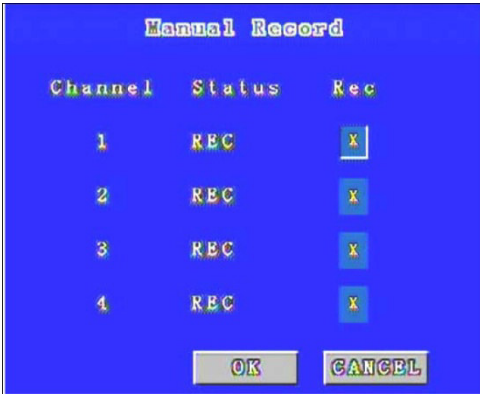 Manual Record
Channel Status Rec
1 REC X
2 REC X
3 REC X
4 REC X
OK CANCEL